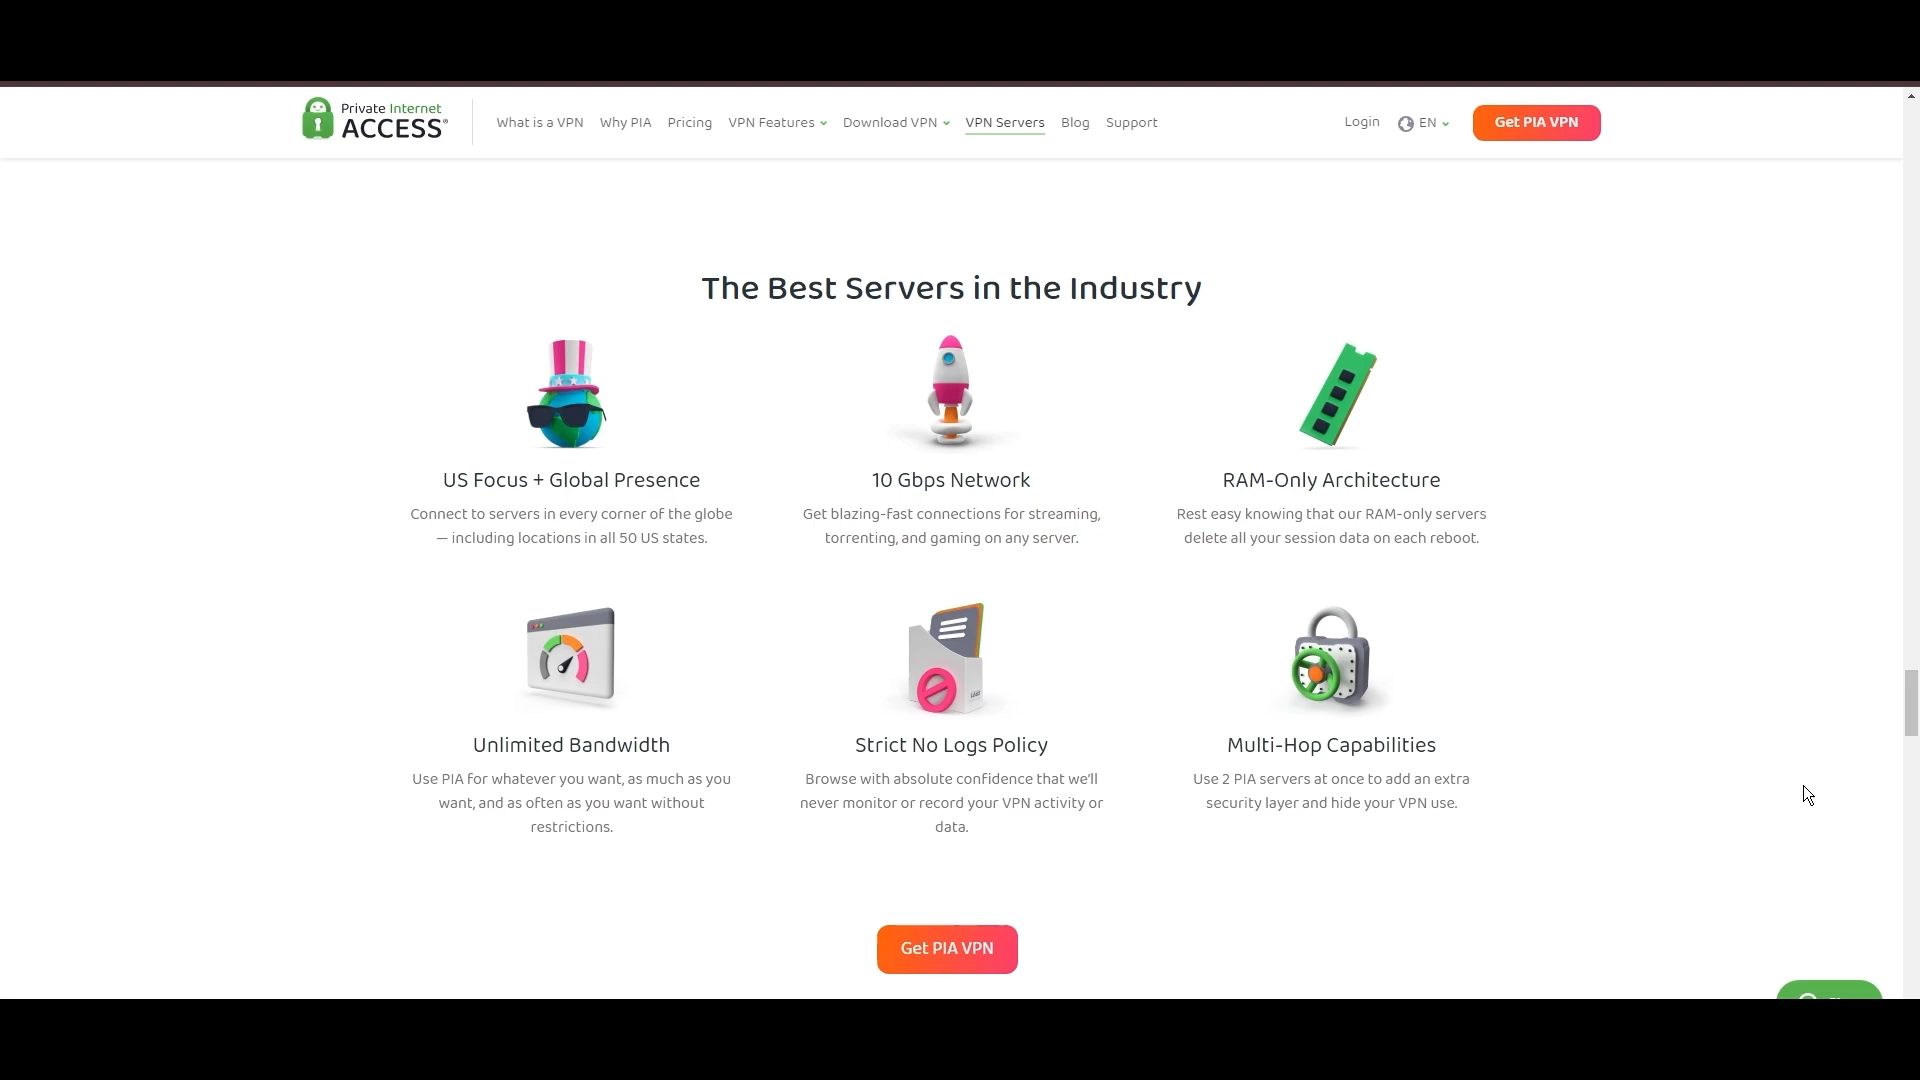 Private Internet
ACCESS®
What is a VPN
Why PIA
Pricing
VPN Features
Download VPN
VPN Servers
Blog
Support
Login
EN
Get PIA VPN
The Best Servers in the Industry
US Focus + Global Presence
Connect to servers in every corner of the globe
— including locations in all 50 US states.
10 Gbps Network
Get blazing-fast connections for streaming,
torrenting, and gaming on any server.
RAM-Only Architecture
Rest easy knowing that our RAM-only servers
delete all your session data on each reboot.
Unlimited Bandwidth
Use PIA for whatever you want, as much as you
want, and as often as you want without
restrictions.
Strict No Logs Policy
Browse with absolute confidence that we'll
never monitor or record your VPN activity or
data.
Multi-Hop Capabilities
Use 2 PIA servers at once to add an extra
security layer and hide your VPN use.
Get PIA VPN